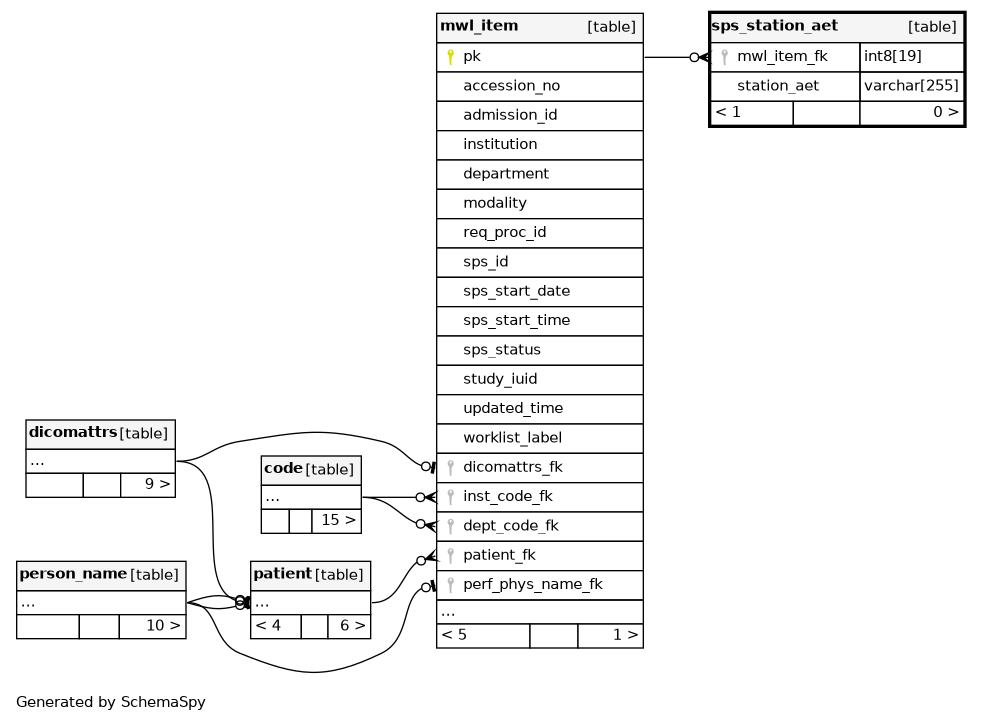 mwl_item [table]
pk
accession_no
admission_id
institution
department
modality
req_proc_id
sps_id
sps_start_date
sps_start_time
sps_status
study_iuid
updated_time
worklist_label
dicomattrs_fk
inst_code_fk
dept_code_fk
patient_fk
perf_phys_name_fk
...
< 5 1 >
sps_station_aet [table]
mwl_item_fk int8[19]
station_aet varchar[255]
< 1 0 >
dicomattrs [table]
...
9 >
code [table]
...
15 >
person_name [table]
...
10 >
patient [table]
...
< 4 6 >
Generated by SchemaSpy